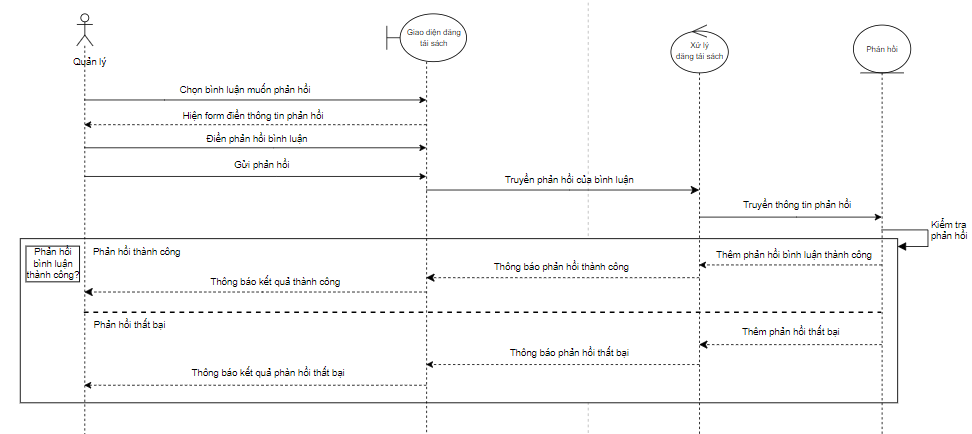 Giao diện đăng
tải sách
Xử lý
đăng tải sách
Phản hồi
Quản lý
Chọn bình luận muốn phản hồi
Hiện form điền thông tin phản hồi
Điền phản hồi bình luận
Gửi phản hồi
Truyền phản hồi của bình luận
Truyền thông tin phản hồi
Kiểm tra
phản hồi
Phản hồi
bình luận
thành công?
Phản hồi thành công
Thêm phản hồi bình luận thành công
Thông báo phản hồi thành công
Thông báo kết quả thành công
Phản hồi thất bại
Thêm phản hồi thất bại
Thông báo phản hồi thất bại
Thông báo kết quả phản hồi thất bại